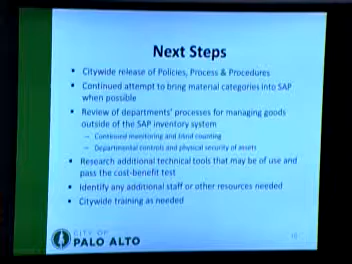 Next Steps
• Citywide release of Policies, Process & Procedures
• Continued attempt to bring material categories into SAP
when possible
• Review of departments' processes for managing goods
outside of the SAP inventory system
– Continued monitoring and blind counting
– Departmental controls and physical security of assets
• Research additional technical tools that may be of use and
pass the cost-benefit test
• Identify any additional staff or other resources needed
• Citywide training as needed
CITY OF
PALO ALTO